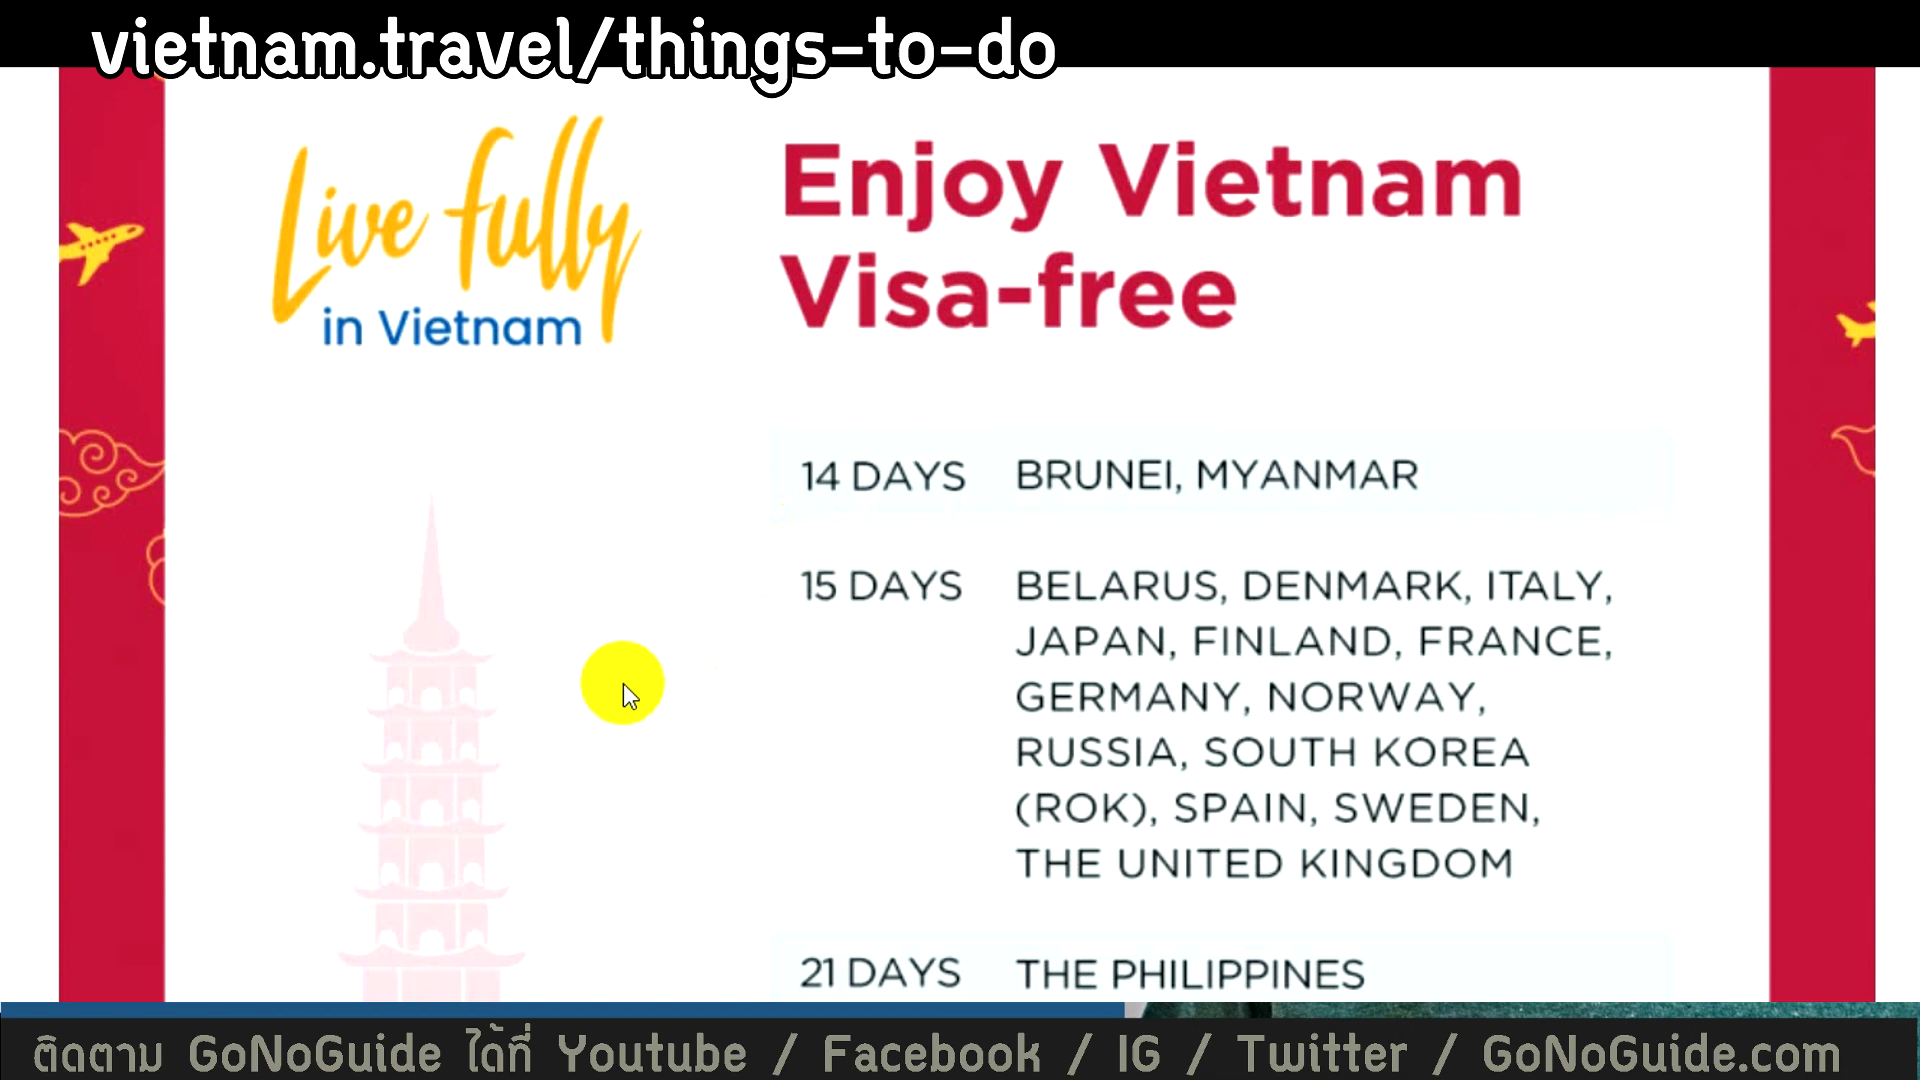 vietnam.travel/things-to-do
Live fully
in Vietnam
Enjoy Vietnam
Visa-free
14 DAYS BRUNEI, MYANMAR
15 DAYS BELARUS, DENMARK, ITALY,
JAPAN, FINLAND, FRANCE,
GERMANY, NORWAY,
RUSSIA, SOUTH KOREA
(ROK), SPAIN, SWEDEN,
THE UNITED KINGDOM
21 DAYS THE PHILIPPINES
ติดตาม GoNoGuide ได้ที่ Youtube / Facebook / IG / Twitter / GoNoGuide.com